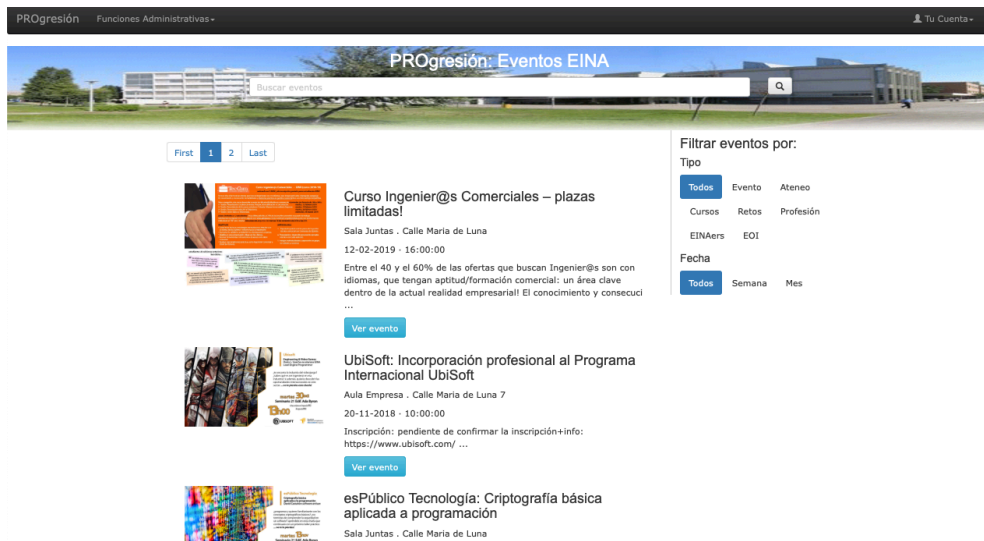 PROgresión Funciones Administrativas Tu Cuenta
PROgresión: Eventos EINA
Buscar eventos
First 1 2 Last
Curso Ingenier@s Comerciales – plazas
limitadas!
Sala Juntas . Calle Maria de Luna
12-02-2019 · 16:00:00
Entre el 40 y el 60% de las ofertas que buscan Ingenier@s son con
idiomas, que tengan aptitud/formación comercial: un área clave
dentro de la actual realidad empresarial! El conocimiento y consecuci
...
Ver evento
UbiSoft: Incorporación profesional al Programa
Internacional UbiSoft
Aula Empresa . Calle Maria de Luna 7
20-11-2018 · 10:00:00
Inscripción: pendiente de confirmar la inscripción+info:
https://www.ubisoft.com/ ...
Ver evento
martes 30
13h00
UBISOFT
esPúblico Tecnología: Criptografía básica
aplicada a programación
Sala Juntas . Calle Maria de Luna
Filtrar eventos por:
Tipo
Todos Evento Ateneo
Cursos Retos Profesión
EINAers EOI
Fecha
Todos Semana Mes